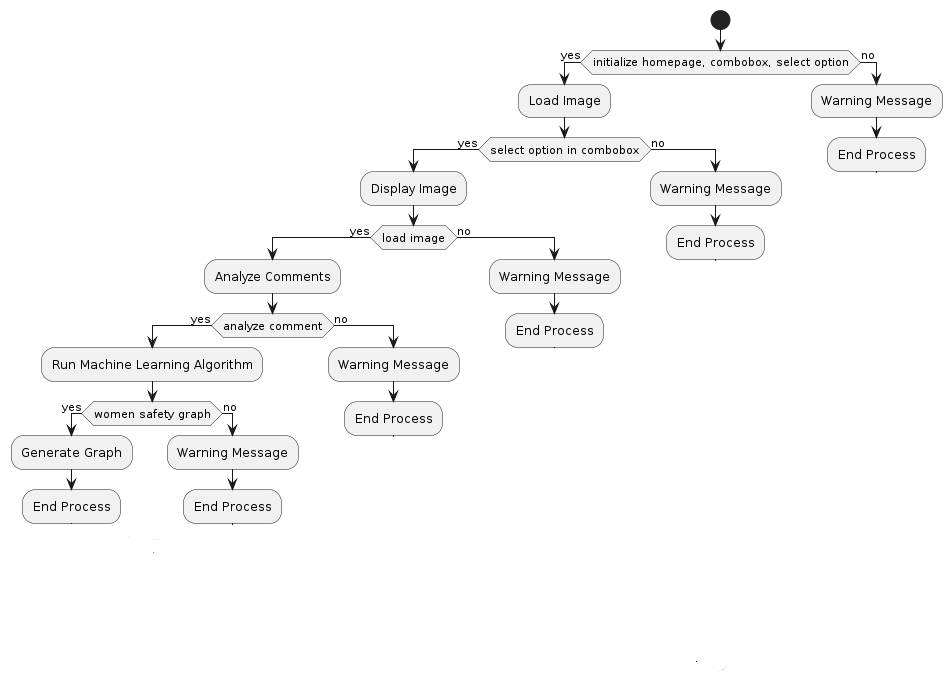 yes
initialize homepage, combobox, select option
no
Load Image
Warning Message
yes
select option in combobox
no
End Process
Display Image
Warning Message
yes
load image
no
End Process
Analyze Comments
Warning Message
yes
analyze comment
no
End Process
Run Machine Learning Algorithm
Warning Message
yes
women safety graph
no
End Process
Generate Graph
Warning Message
End Process
End Process